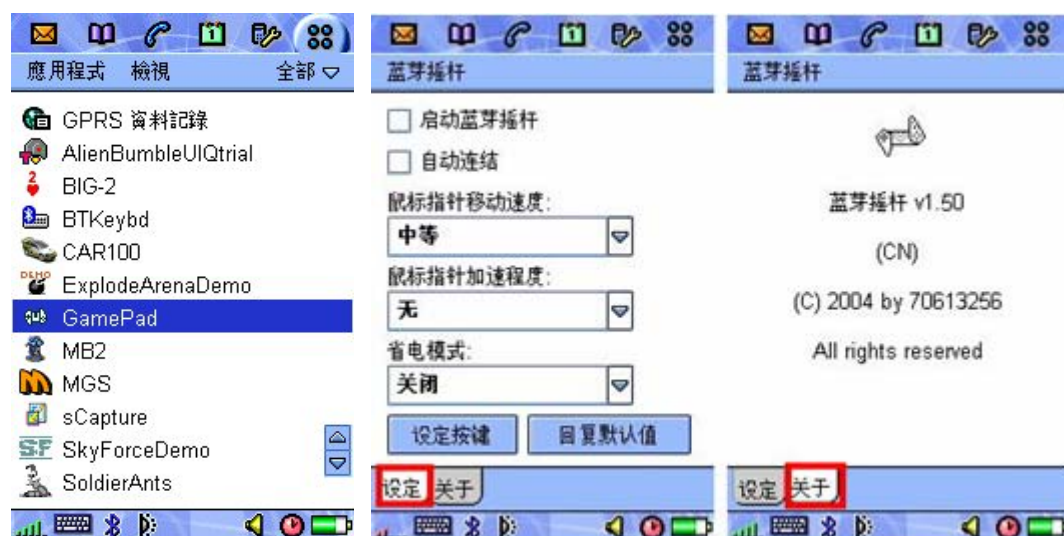 應用程式 檢視 全部
GPRS 資料記錄
AlienBumbleUIQtrial
BIG-2
BTKeybd
CAR100
ExplodeArenaDemo
GamePad
MB2
MGS
sCapture
SkyForceDemo
SoldierAnts
蓝芽摇杆
启动蓝芽摇杆
自动连结
鼠标指针移动速度:
中等
鼠标指针加速程度:
无
省电模式:
关闭
设定按键 回复默认值
设定 关于
蓝芽摇杆
蓝芽摇杆 v1.50
(CN)
(C) 2004 by 70613256
All rights reserved
设定 关于